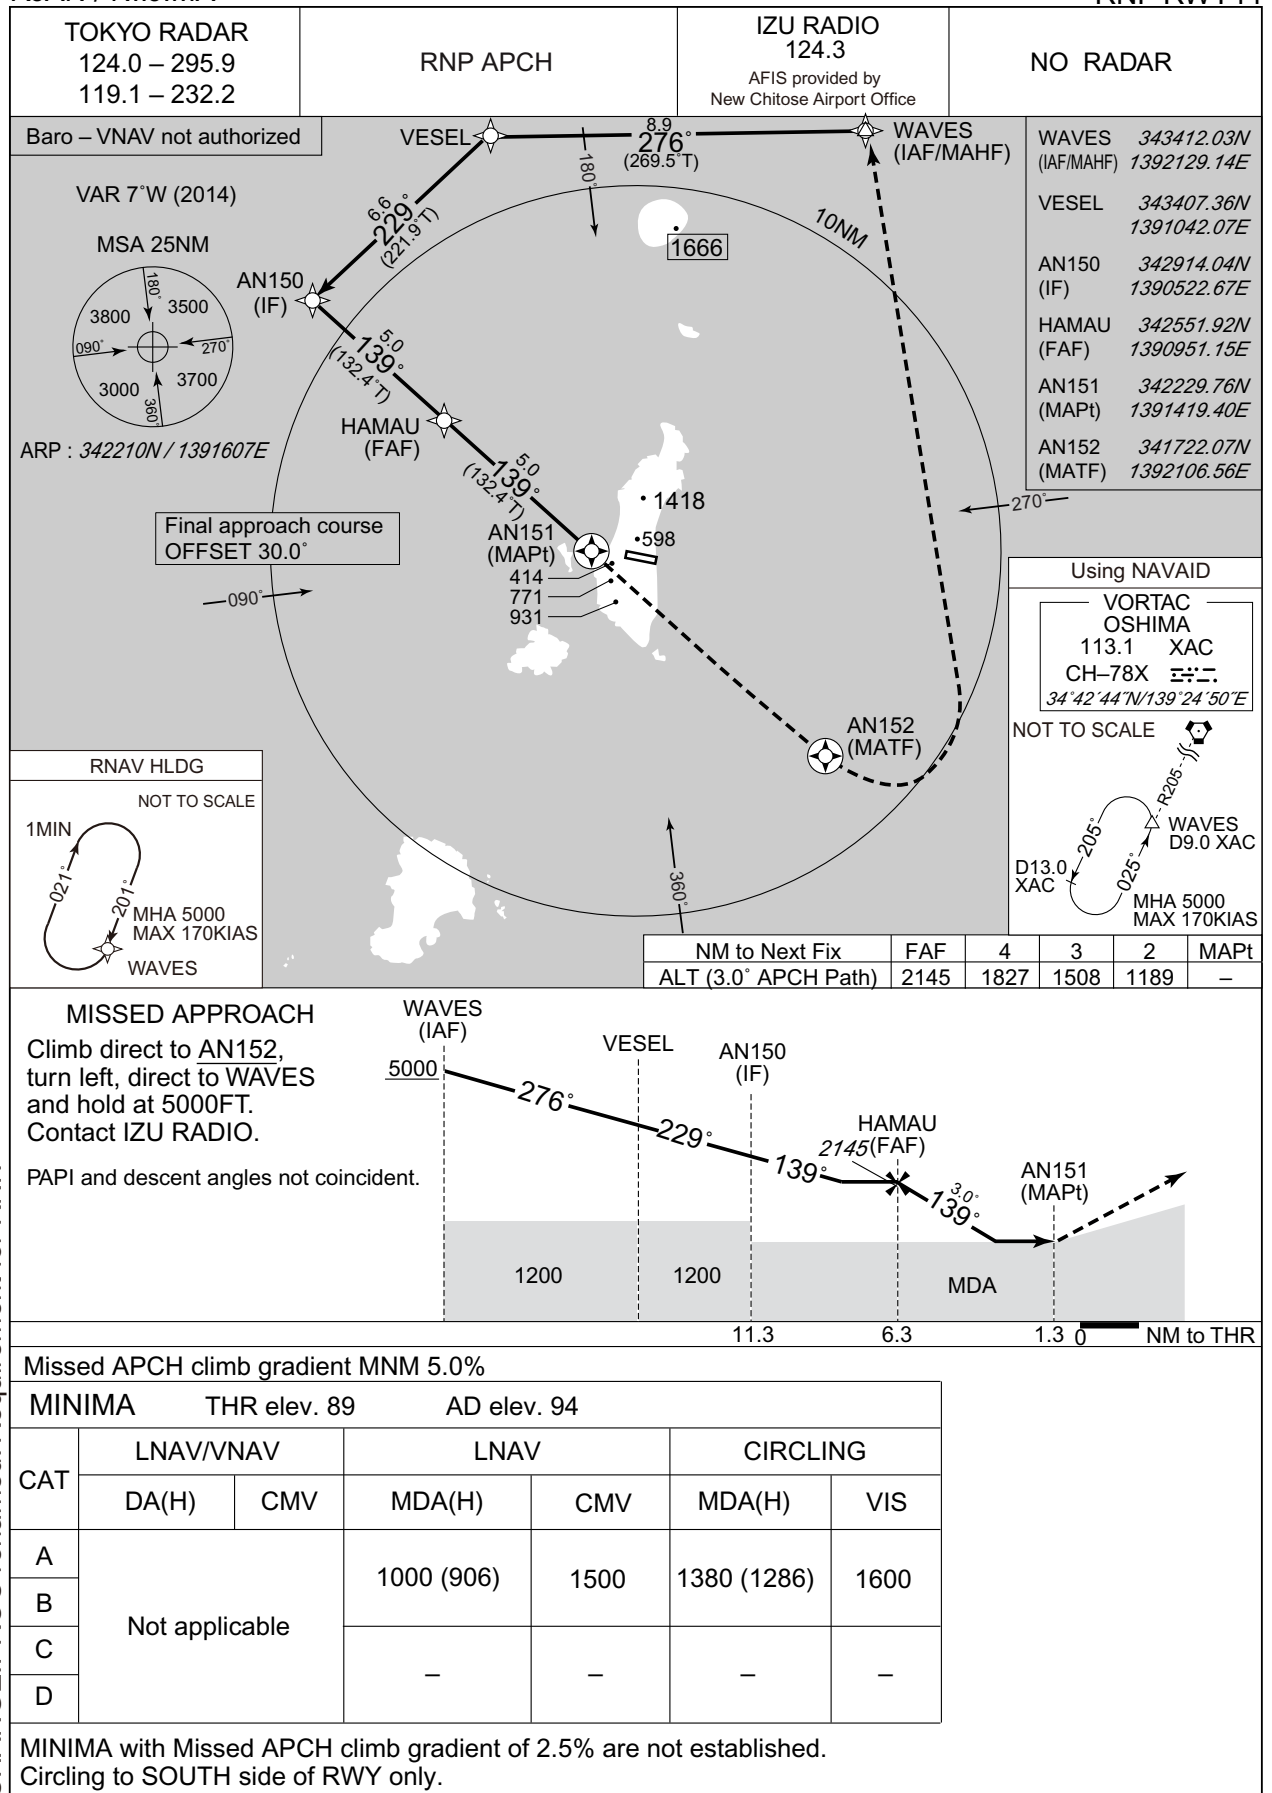 TOKYO RADAR
124.0 – 295.9
119.1 – 232.2
RNP APCH
IZU RADIO
124.3
AFIS provided by
New Chitose Airport Office
NO RADAR
Baro – VNAV not authorized
VAR 7˚W (2014)
MSA 25NM
180˚
3800
3500
090˚
270˚
3000
3700
360˚
ARP : 342210N / 1391607E
VESEL
8.9
276˚
(269.5˚T)
WAVES
(IAF/MAHF)
180˚
6.6
229˚
(221.9˚T)
AN150
(IF)
10NM
1666
5.0
139˚
(132.4˚T)
HAMAU
(FAF)
5.0
139˚
(132.4˚T)
Final approach course
OFFSET 30.0˚
AN151
(MAPt)
1418
598
414
771
931
090˚
270˚
360˚
AN152
(MATF)
WAVES 343412.03N
(IAF/MAHF) 1392129.14E
VESEL 343407.36N
1391042.07E
AN150 342914.04N
(IF) 1390522.67E
HAMAU 342551.92N
(FAF) 1390951.15E
AN151 342229.76N
(MAPt) 1391419.40E
AN152 341722.07N
(MATF) 1392106.56E
Using NAVAID
VORTAC
OSHIMA
113.1 XAC
CH–78X
34˚42´44˝N/139˚24´50˝E
NOT TO SCALE
R205
205˚
025˚
WAVES
D9.0 XAC
D13.0
XAC
MHA 5000
MAX 170KIAS
RNAV HLDG
NOT TO SCALE
1MIN
021˚
201˚
MHA 5000
MAX 170KIAS
WAVES
NM to Next Fix FAF 4 3 2 MAPt
ALT (3.0˚ APCH Path) 2145 1827 1508 1189 –
MISSED APPROACH
Climb direct to AN152,
turn left, direct to WAVES
and hold at 5000FT.
Contact IZU RADIO.
PAPI and descent angles not coincident.
WAVES
(IAF)
5000
276˚
VESEL
229˚
AN150
(IF)
139˚
HAMAU
2145 (FAF)
3.0˚
139˚
AN151
(MAPt)
1200
1200
MDA
11.3 6.3 1.3 0 NM to THR
Missed APCH climb gradient MNM 5.0%
MINIMA THR elev. 89 AD elev. 94
CAT LNAV/VNAV LNAV CIRCLING
DA(H) CMV MDA(H) CMV MDA(H) VIS
A
B
Not applicable
1000 (906) 1500 1380 (1286) 1600
C
D
– – – –
MINIMA with Missed APCH climb gradient of 2.5% are not established.
Circling to SOUTH side of RWY only.